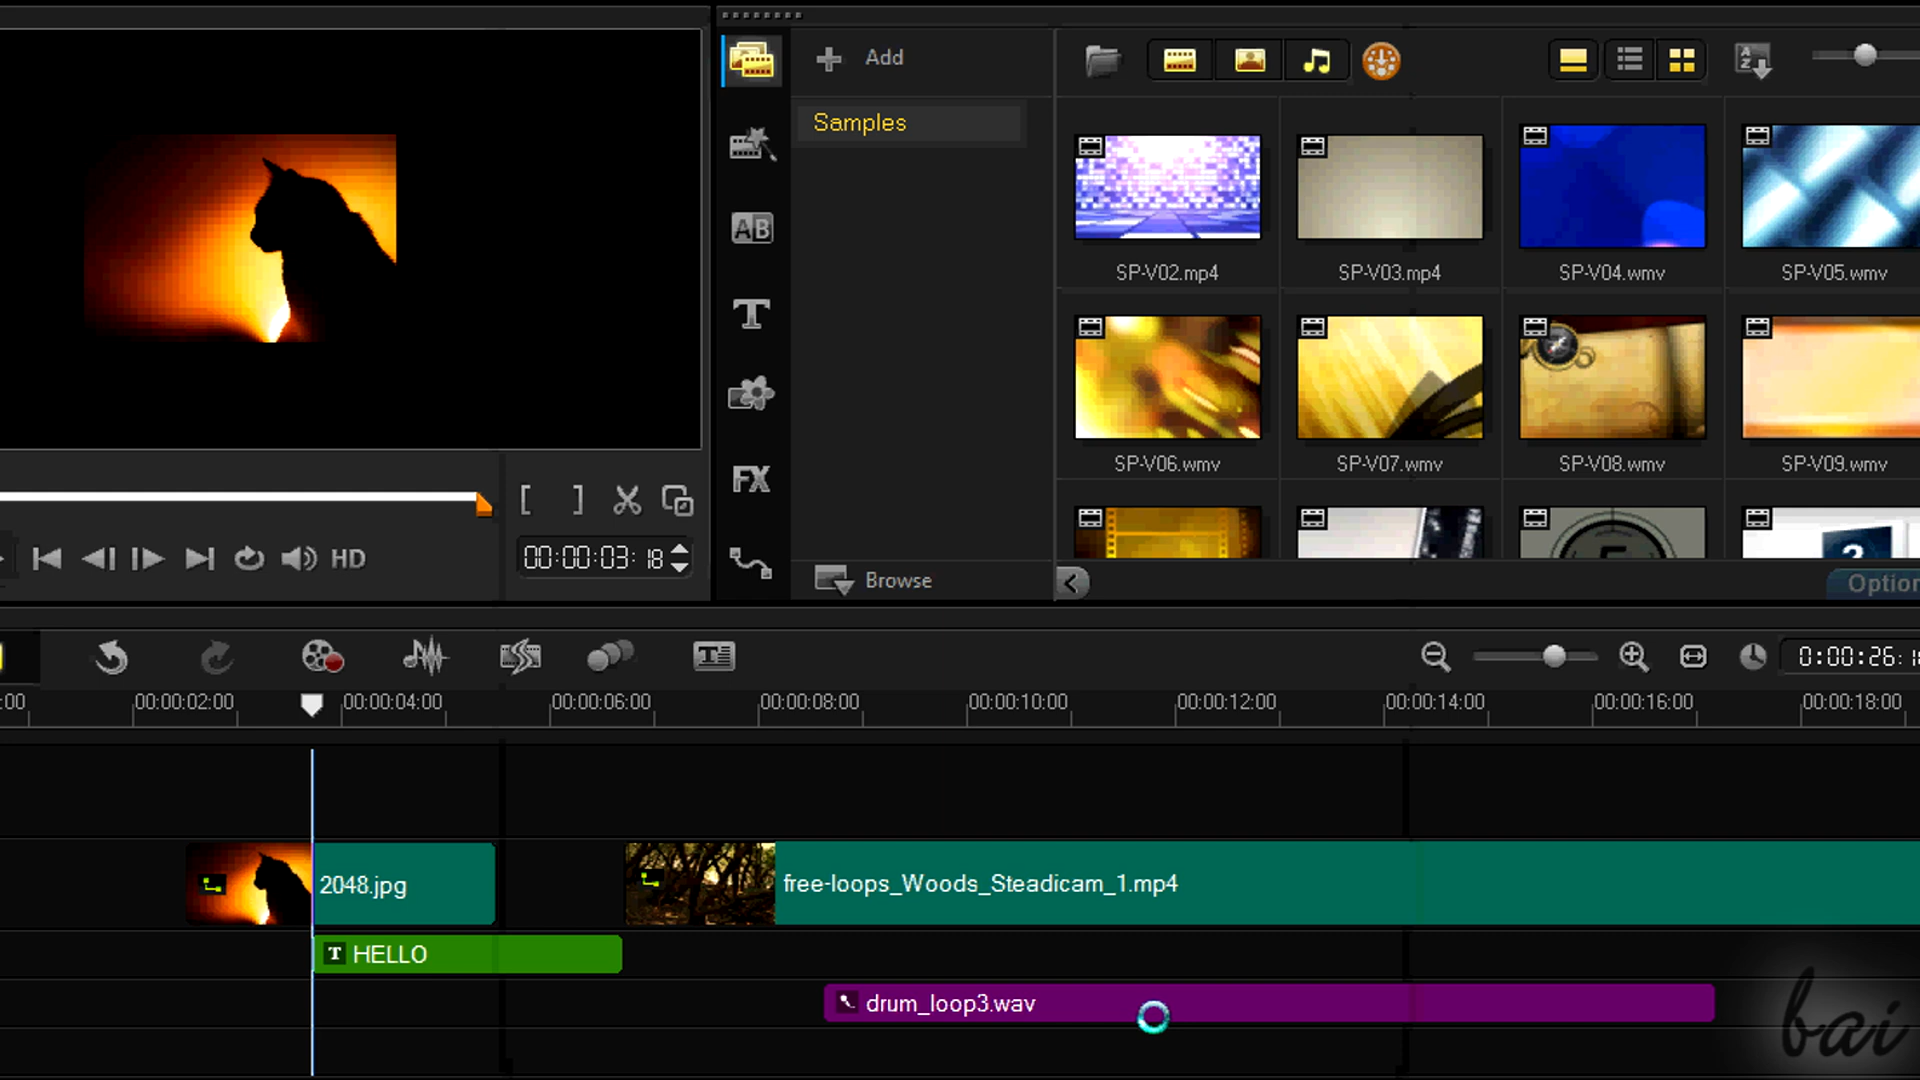 Add
Samples
SP-V02.mp4
SP-V03.mp4
SP-V04.wmv
SP-V05.wmv
AB
T
SP-V06.wmv
SP-V07.wmv
SP-V08.wmv
SP-V09.wmv
FX
[ ]
HD
00:00:03:18
Browse
Option
T
0:00:26:18
:00
00:00:02:00
00:00:04:00
00:00:06:00
00:00:08:00
00:00:10:00
00:00:12:00
00:00:14:00
00:00:16:00
00:00:18:00
2048.jpg
free-loops_Woods_Steadicam_1.mp4
T HELLO
drum_loop3.wav
bai